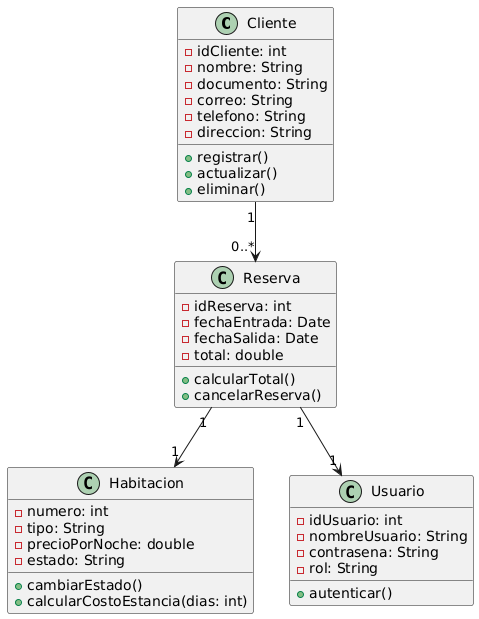 C Cliente
idCliente: int
nombre: String
documento: String
correo: String
telefono: String
direccion: String
registrar()
actualizar()
eliminar()
1
0..*
C Reserva
idReserva: int
fechaEntrada: Date
fechaSalida: Date
total: double
calcularTotal()
cancelarReserva()
1
1
1
1
C Habitacion
numero: int
tipo: String
precioPorNoche: double
estado: String
cambiarEstado()
calcularCostoEstancia(dias: int)
C Usuario
idUsuario: int
nombreUsuario: String
contrasena: String
rol: String
autenticar()